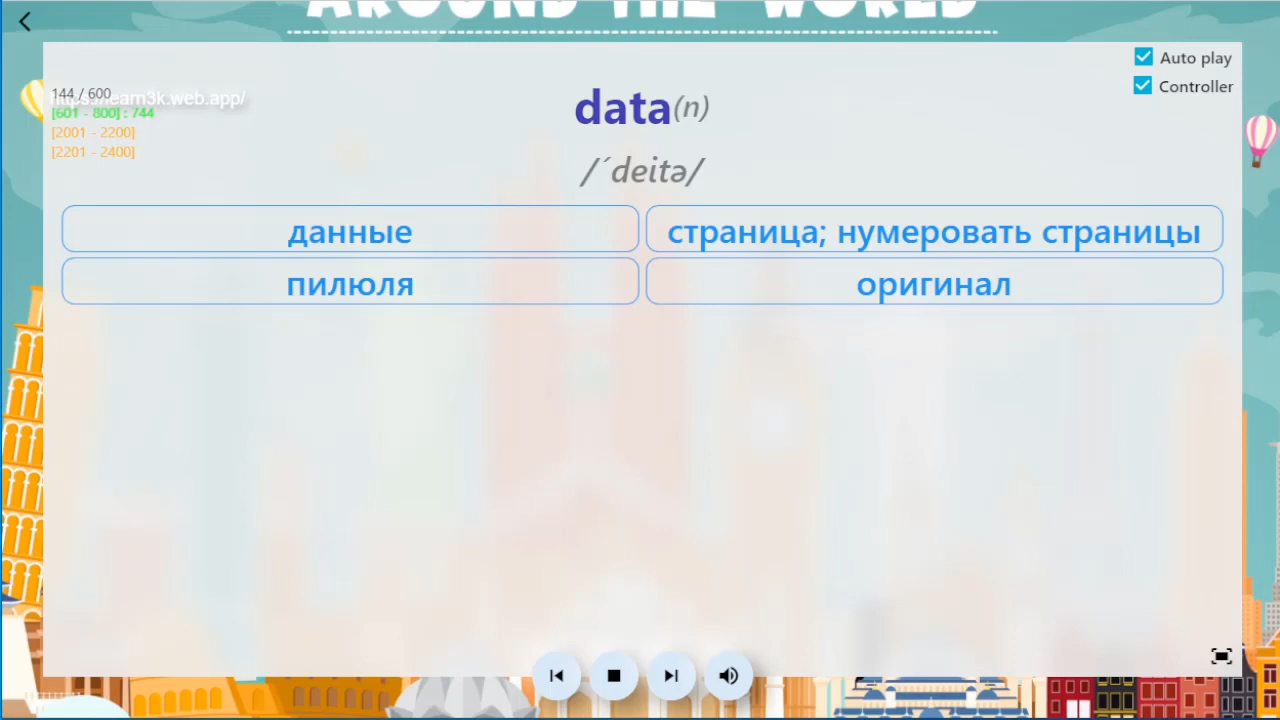 AROUND THE WORLD
Auto play
Controller
144 / 600
https://learn3k.web.app/
[601 - 800] : 744
[2001 - 2200]
[2201 - 2400]
data(n)
/ˊdeitə/
данные
страница; нумеровать страницы
пилюля
оригинал